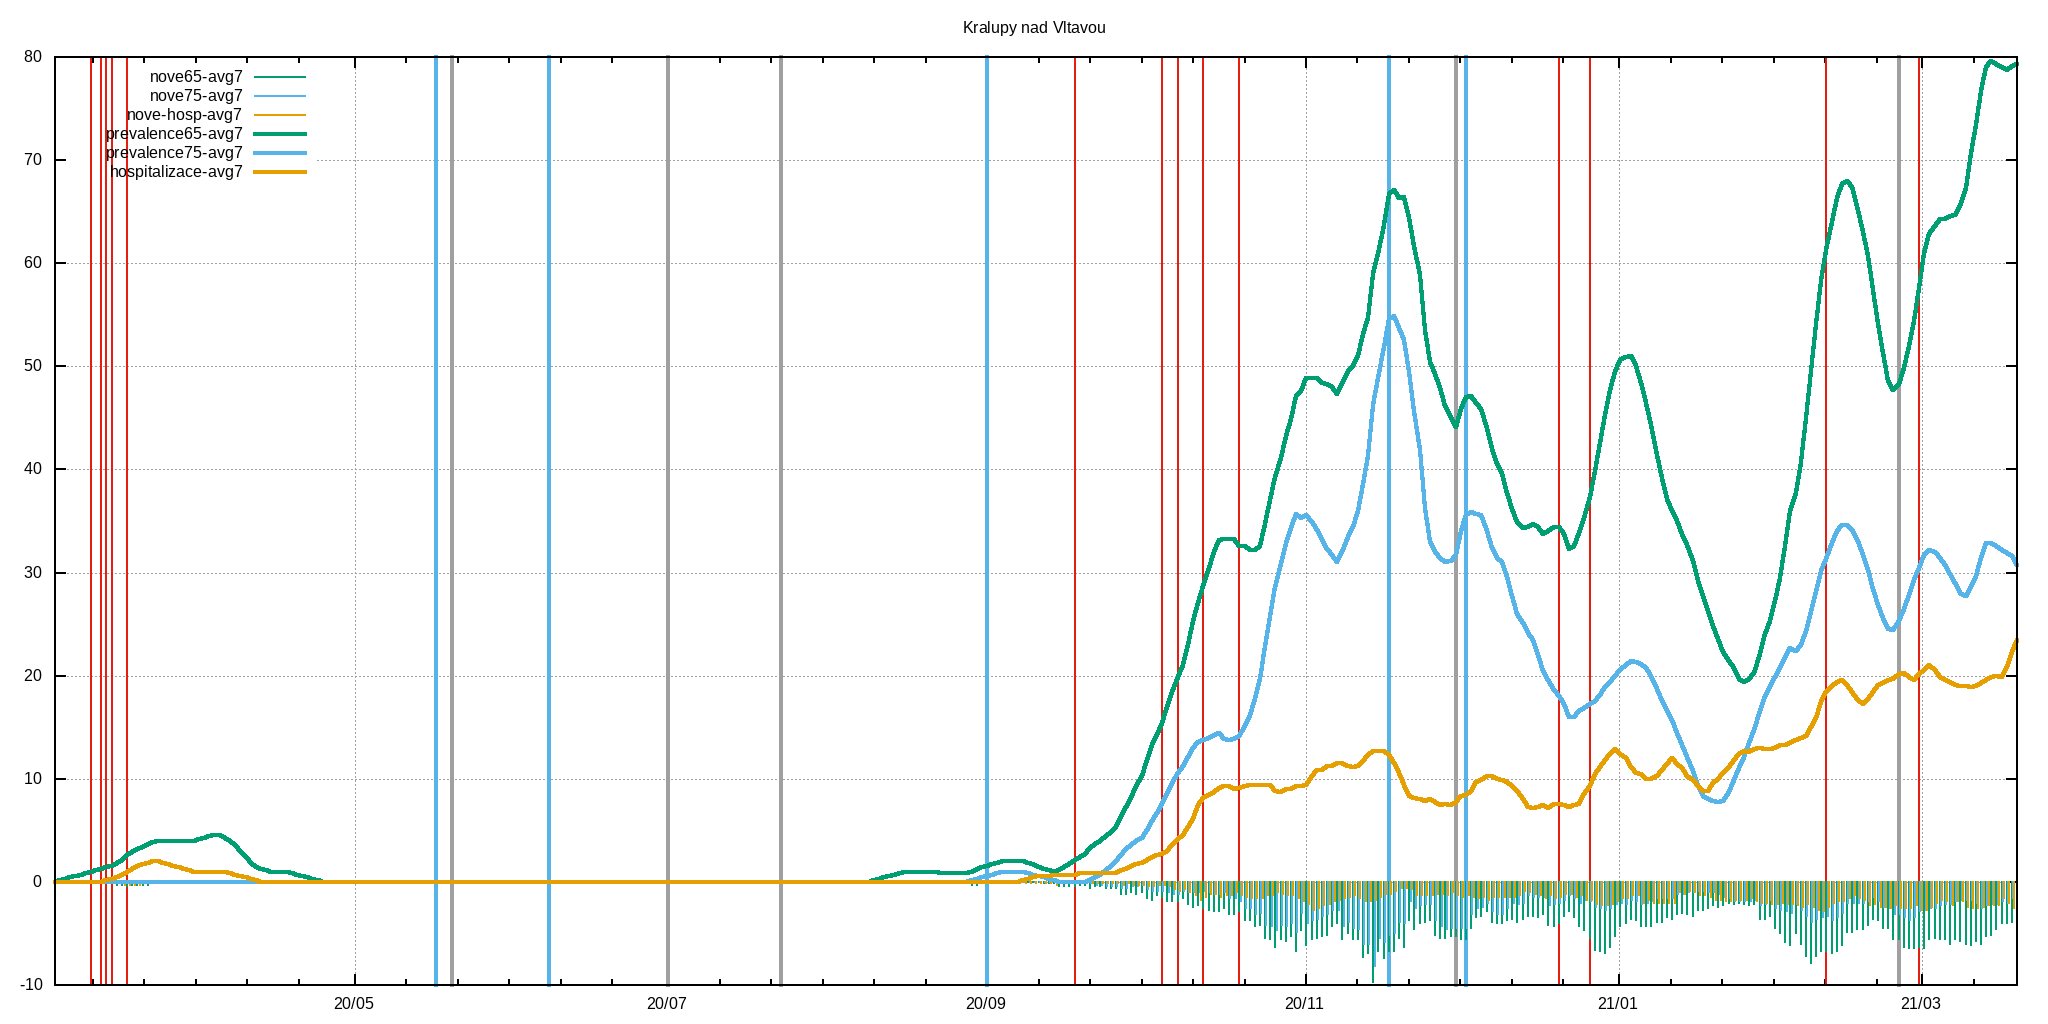 Kralupy nad Vltavou
80
70
60
50
40
30
20
10
0
-10
nove65-avg7
nove75-avg7
nove-hosp-avg7
prevalence65-avg7
prevalence75-avg7
hospitalizace-avg7
20/05
20/07
20/09
20/11
21/01
21/03